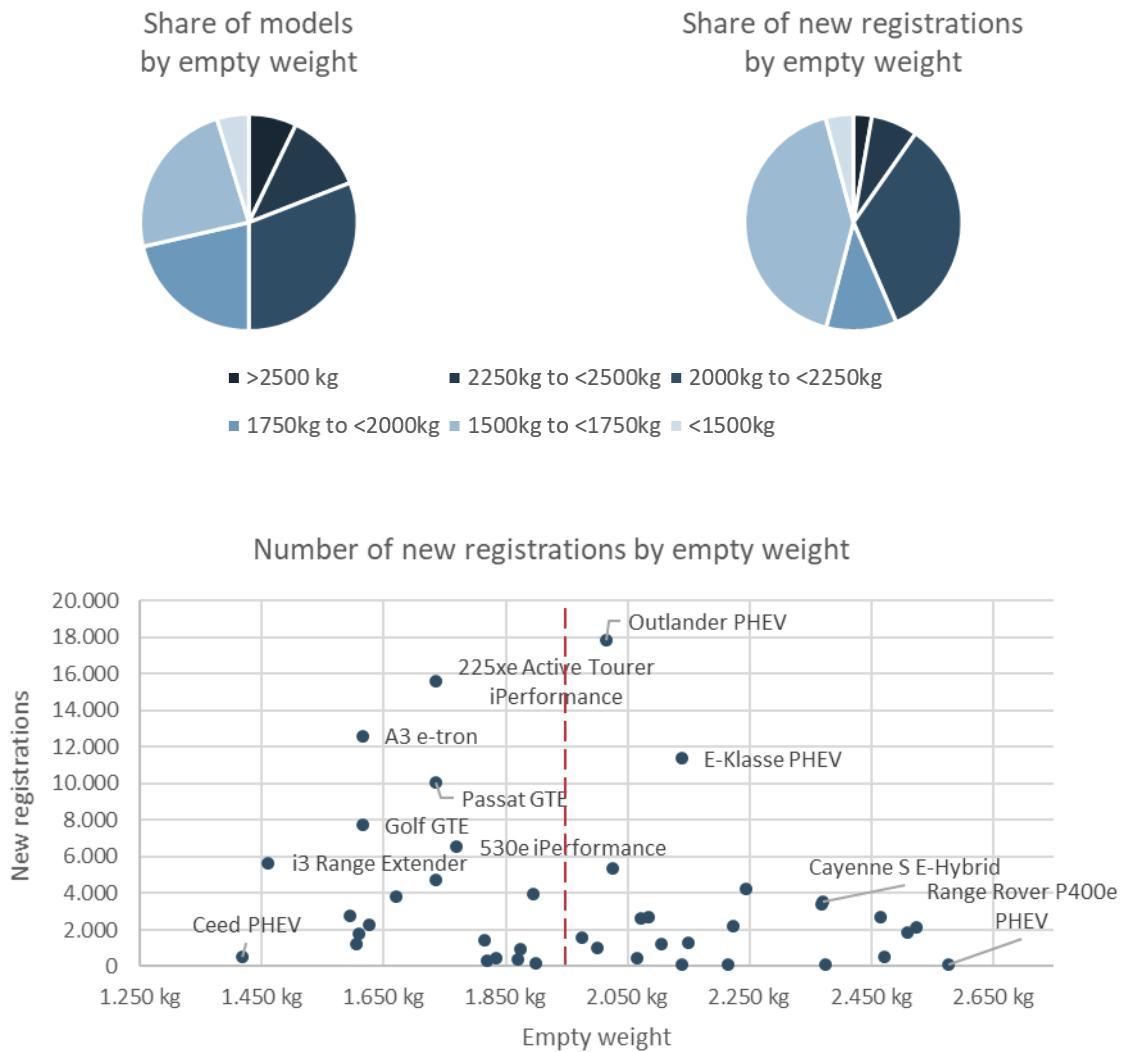 Share of models
by empty weight
Share of new registrations
by empty weight
>2500 kg
2250kg to <2500kg
2000kg to <2250kg
1750kg to <2000kg
1500kg to <1750kg
<1500kg
Number of new registrations by empty weight
20.000
18.000
16.000
14.000
12.000
10.000
8.000
6.000
4.000
2.000
0
New registrations
Outlander PHEV
225xe Active Tourer
iPerformance
A3 e-tron
E-Klasse PHEV
Passat GTE
Golf GTE
530e iPerformance
i3 Range Extender
Cayenne S E-Hybrid
Range Rover P400e
PHEV
Ceed PHEV
1.250 kg
1.450 kg
1.650 kg
1.850 kg
2.050 kg
2.250 kg
2.450 kg
2.650 kg
Empty weight